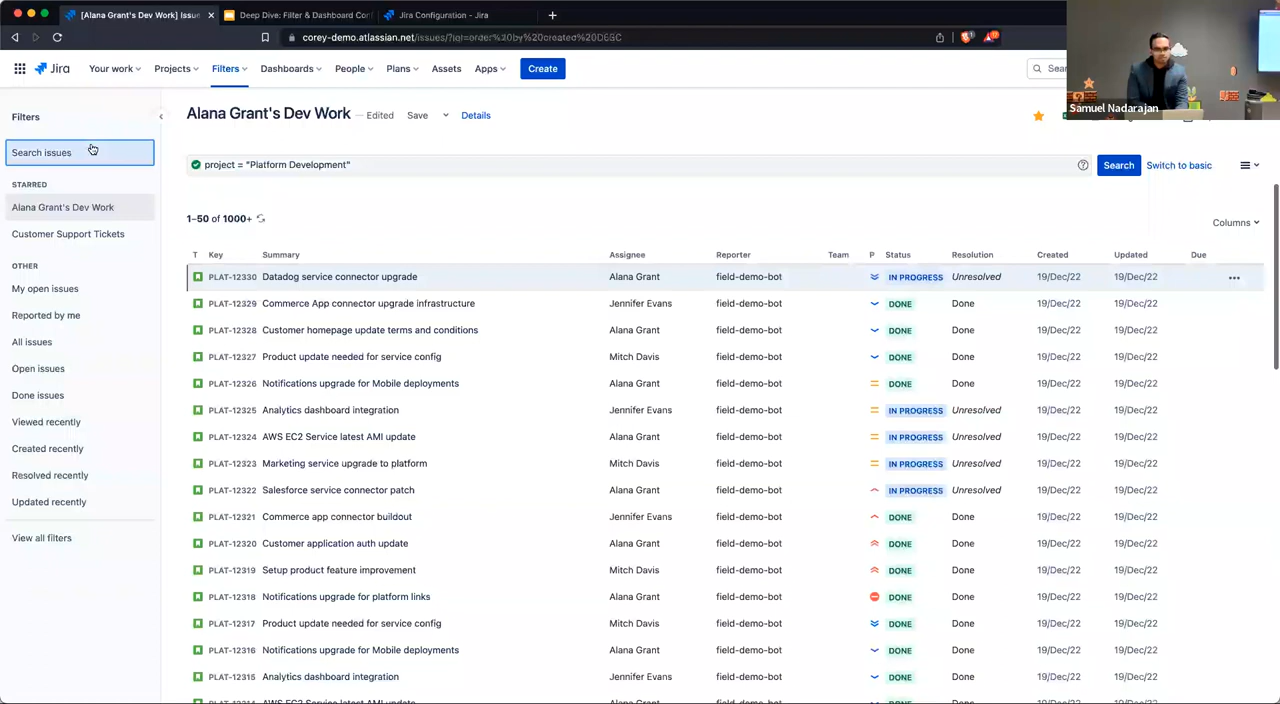 [Alana Grant's Dev Work] Issu
Deep Dive: Filter & Dashboard Con
Jira Configuration - Jira
corey-demo.atlassian.net/issues/?jql=order%20by%20created%20DESC
Jira
Your work
Projects
Filters
Dashboards
People
Plans
Assets
Apps
Create
Sear
Samuel Nadarajan
Filters
Search issues
STARRED
Alana Grant's Dev Work
Customer Support Tickets
OTHER
My open issues
Reported by me
All issues
Open issues
Done issues
Viewed recently
Created recently
Resolved recently
Updated recently
View all filters
Alana Grant's Dev Work — Edited Save Details
project = "Platform Development"
Search Switch to basic
1–50 of 1000+
Columns
T Key Summary Assignee Reporter Team P Status Resolution Created Updated Due
PLAT-12330 Datadog service connector upgrade Alana Grant field-demo-bot IN PROGRESS Unresolved 19/Dec/22 19/Dec/22
PLAT-12329 Commerce App connector upgrade infrastructure Jennifer Evans field-demo-bot DONE Done 19/Dec/22 19/Dec/22
PLAT-12328 Customer homepage update terms and conditions Alana Grant field-demo-bot DONE Done 19/Dec/22 19/Dec/22
PLAT-12327 Product update needed for service config Mitch Davis field-demo-bot DONE Done 19/Dec/22 19/Dec/22
PLAT-12326 Notifications upgrade for Mobile deployments Alana Grant field-demo-bot DONE Done 19/Dec/22 19/Dec/22
PLAT-12325 Analytics dashboard integration Jennifer Evans field-demo-bot IN PROGRESS Unresolved 19/Dec/22 19/Dec/22
PLAT-12324 AWS EC2 Service latest AMI update Alana Grant field-demo-bot IN PROGRESS Unresolved 19/Dec/22 19/Dec/22
PLAT-12323 Marketing service upgrade to platform Mitch Davis field-demo-bot IN PROGRESS Unresolved 19/Dec/22 19/Dec/22
PLAT-12322 Salesforce service connector patch Alana Grant field-demo-bot IN PROGRESS Unresolved 19/Dec/22 19/Dec/22
PLAT-12321 Commerce app connector buildout Jennifer Evans field-demo-bot DONE Done 19/Dec/22 19/Dec/22
PLAT-12320 Customer application auth update Alana Grant field-demo-bot DONE Done 19/Dec/22 19/Dec/22
PLAT-12319 Setup product feature improvement Mitch Davis field-demo-bot DONE Done 19/Dec/22 19/Dec/22
PLAT-12318 Notifications upgrade for platform links Alana Grant field-demo-bot DONE Done 19/Dec/22 19/Dec/22
PLAT-12317 Product update needed for service config Mitch Davis field-demo-bot DONE Done 19/Dec/22 19/Dec/22
PLAT-12316 Notifications upgrade for Mobile deployments Alana Grant field-demo-bot DONE Done 19/Dec/22 19/Dec/22
PLAT-12315 Analytics dashboard integration Jennifer Evans field-demo-bot DONE Done 19/Dec/22 19/Dec/22